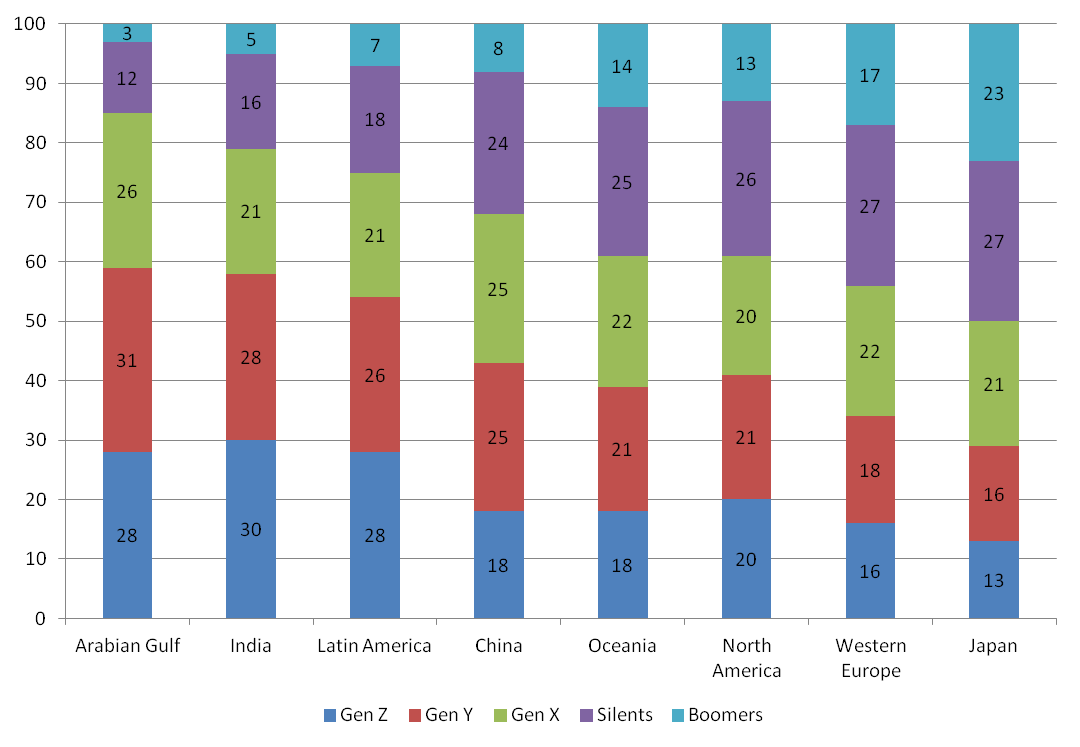 100
90
80
70
60
50
40
30
20
10
0
3 5 7 8 14 13 17 23
12 16 18 24 25 26 27 27
26 21 21 25 22 20 22 21
31 28 26 25 21 21 18 16
28 30 28 18 18 20 16 13
Arabian Gulf India Latin America China Oceania North America Western Europe Japan
Gen Z Gen Y Gen X Silents Boomers